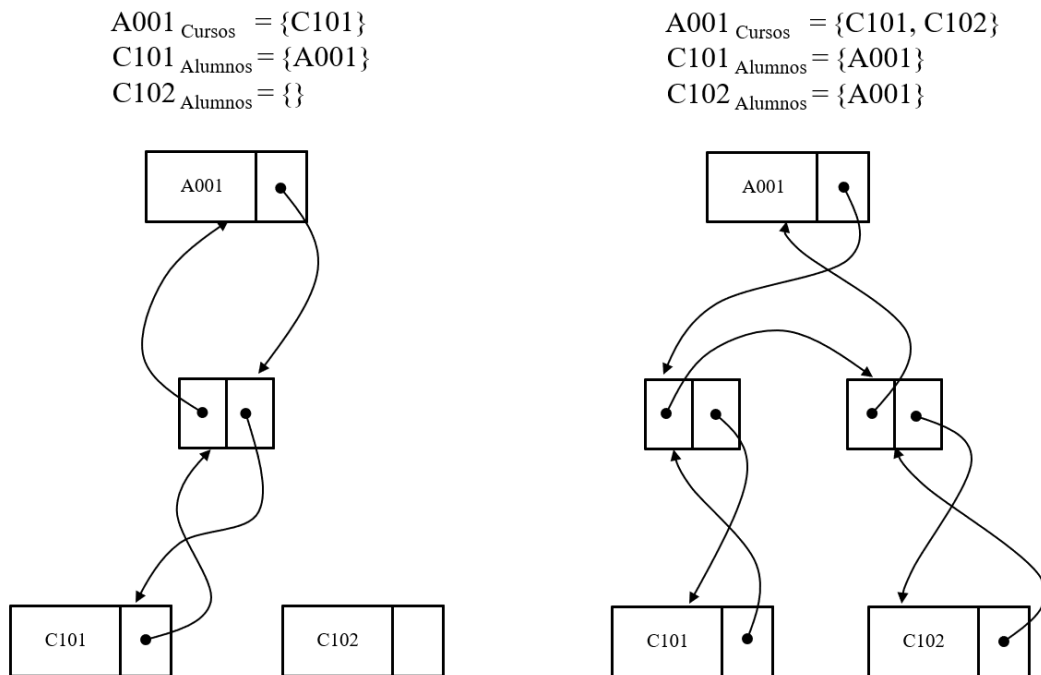 A001 Cursos = {C101}
C101 Alumnos = {A001}
C102 Alumnos = {}
A001 Cursos = {C101, C102}
C101 Alumnos = {A001}
C102 Alumnos = {A001}
A001
A001
C101
C102
C101
C102